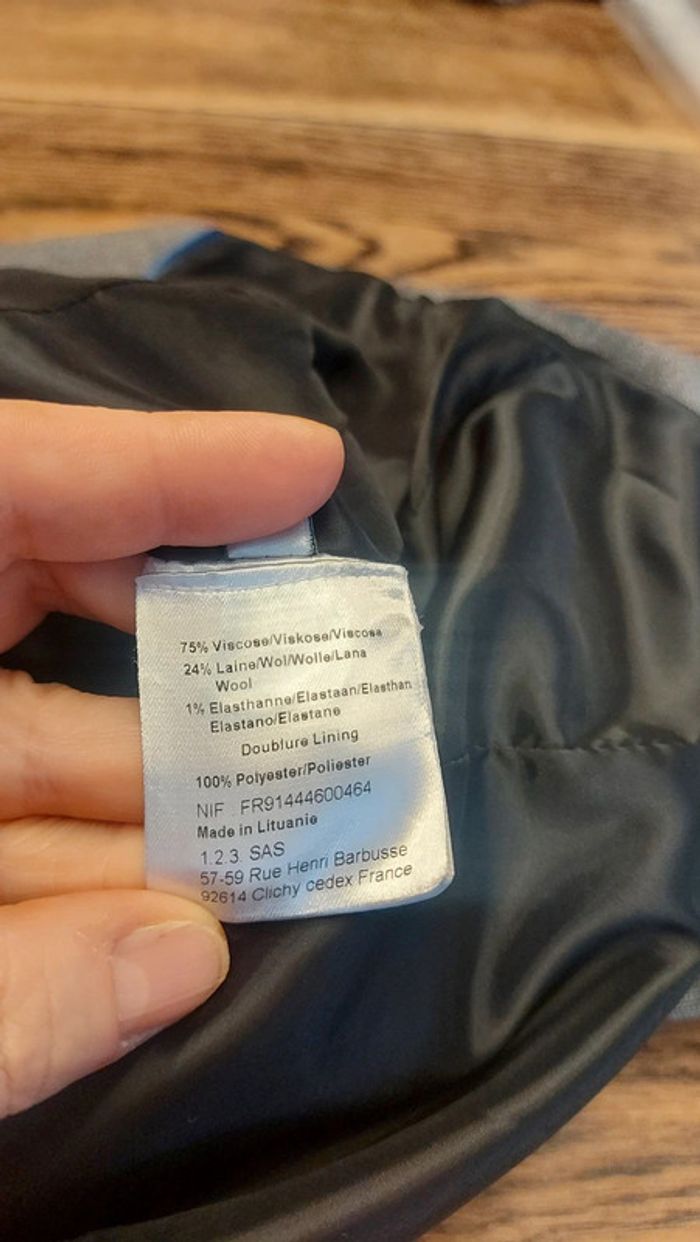 75% Viscose/Viskose/Viscosa
24% Laine/Wol/Wolle/Lana
Wool
1% Elasthanne/Elastaan/Elasthan
Elastano/Elastane
Doublure Lining
100% Polyester/Poliester
NIF FR91444600464
Made in Lituanie
1.2.3. SAS
57-59 Rue Henri Barbusse
92614 Clichy cedex France